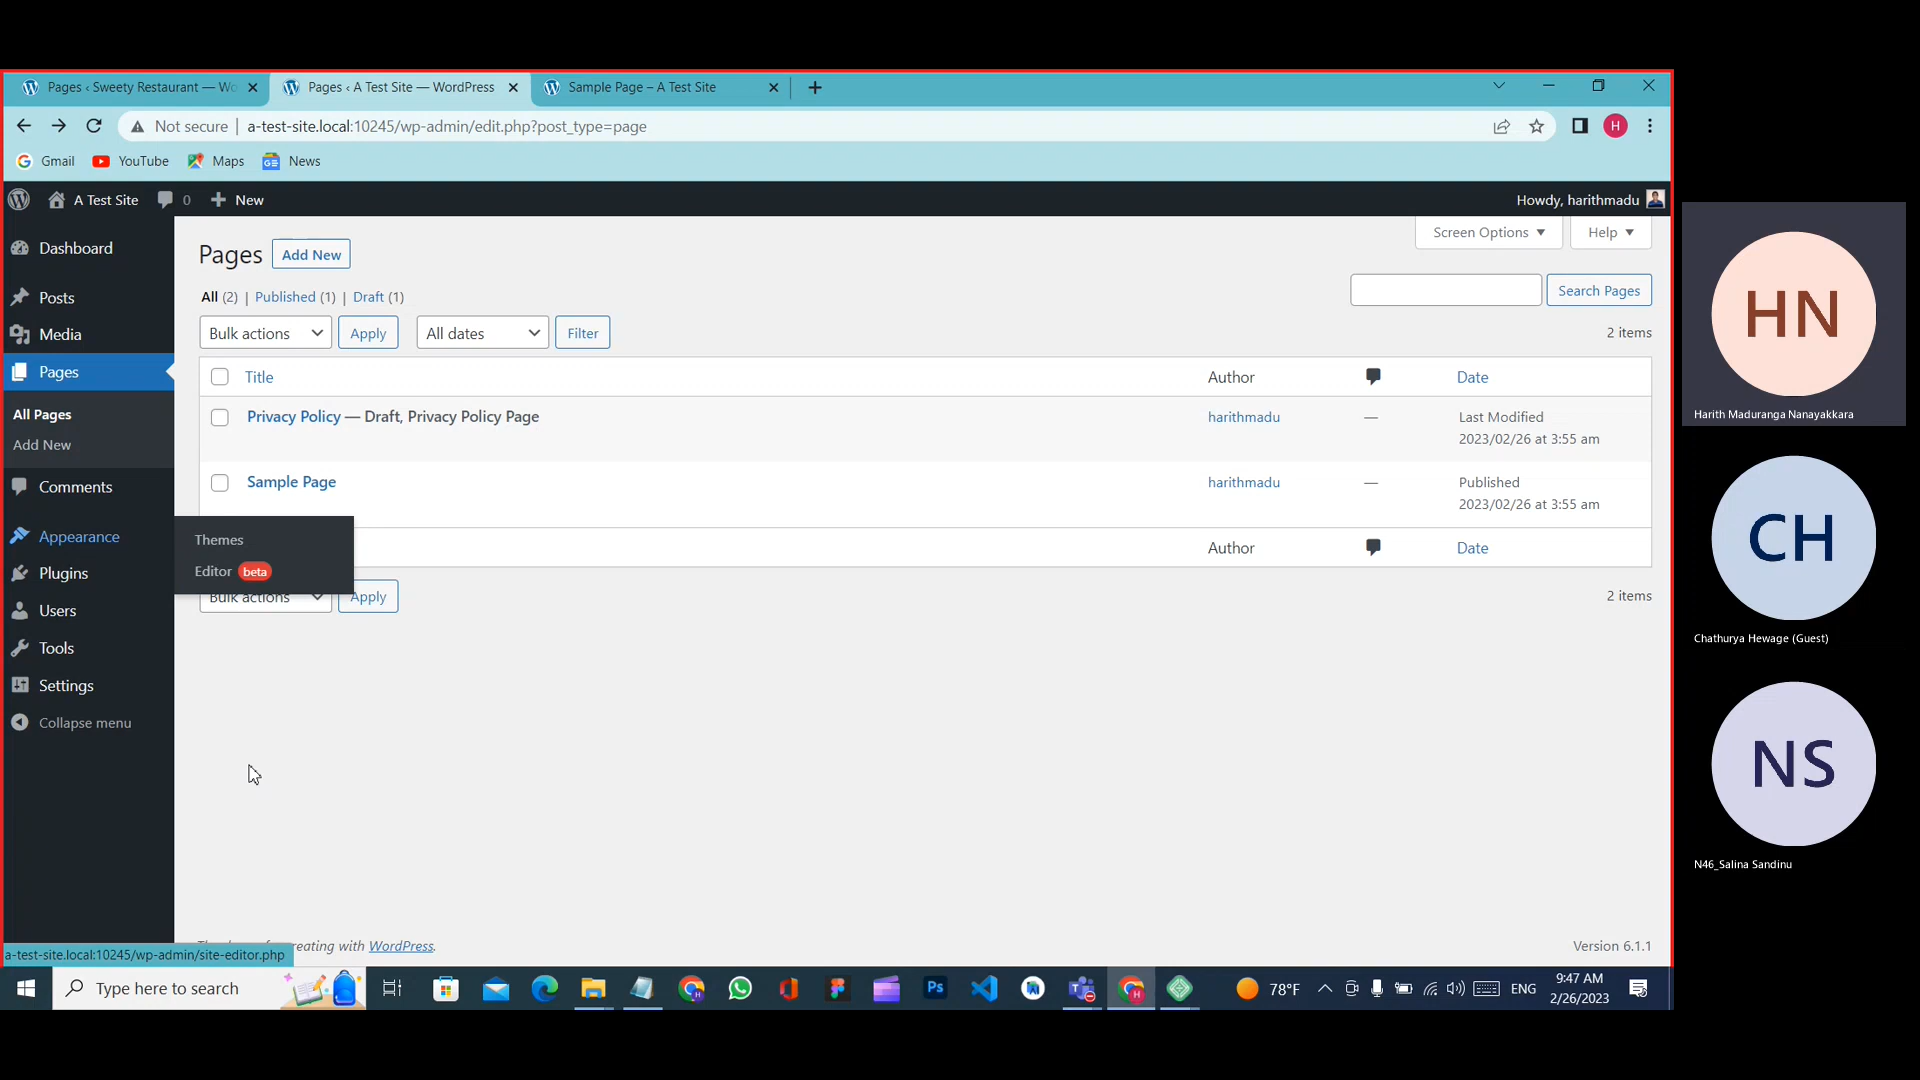 Pages ‹ Sweety Restaurant — Wo
Pages ‹ A Test Site — WordPress
Sample Page – A Test Site
Not secure
a-test-site.local:10245/wp-admin/edit.php?post_type=page
H
Gmail
YouTube
Maps
News
A Test Site
0
New
Howdy, harithmadu
Dashboard
Posts
Media
Pages
All Pages
Add New
Comments
Appearance
Plugins
Users
Tools
Settings
Collapse menu
Themes
Editor beta
Screen Options
Help
Pages
Add New
All (2) | Published (1) | Draft (1)
Search Pages
Bulk actions
Apply
All dates
Filter
2 items
Title
Author
Date
Privacy Policy — Draft, Privacy Policy Page
harithmadu
—
Last Modified
2023/02/26 at 3:55 am
Sample Page
harithmadu
—
Published
2023/02/26 at 3:55 am
Author
Date
Bulk actions
Apply
2 items
creating with WordPress.
Version 6.1.1
a-test-site.local:10245/wp-admin/site-editor.php
Type here to search
Ps
H
78°F
ENG
9:47 AM
2/26/2023
HN
Harith Maduranga Nanayakkara
CH
Chathurya Hewage (Guest)
NS
N46_Salina Sandinu